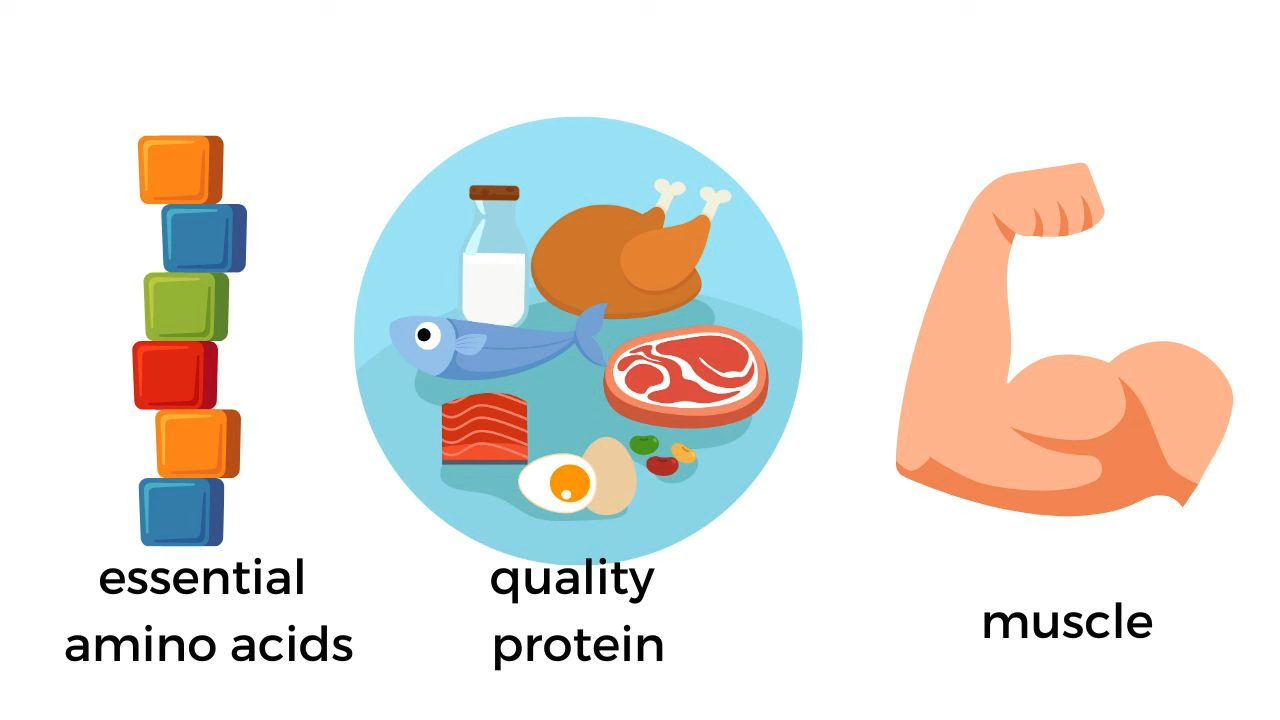 essential
amino acids
quality
protein
muscle